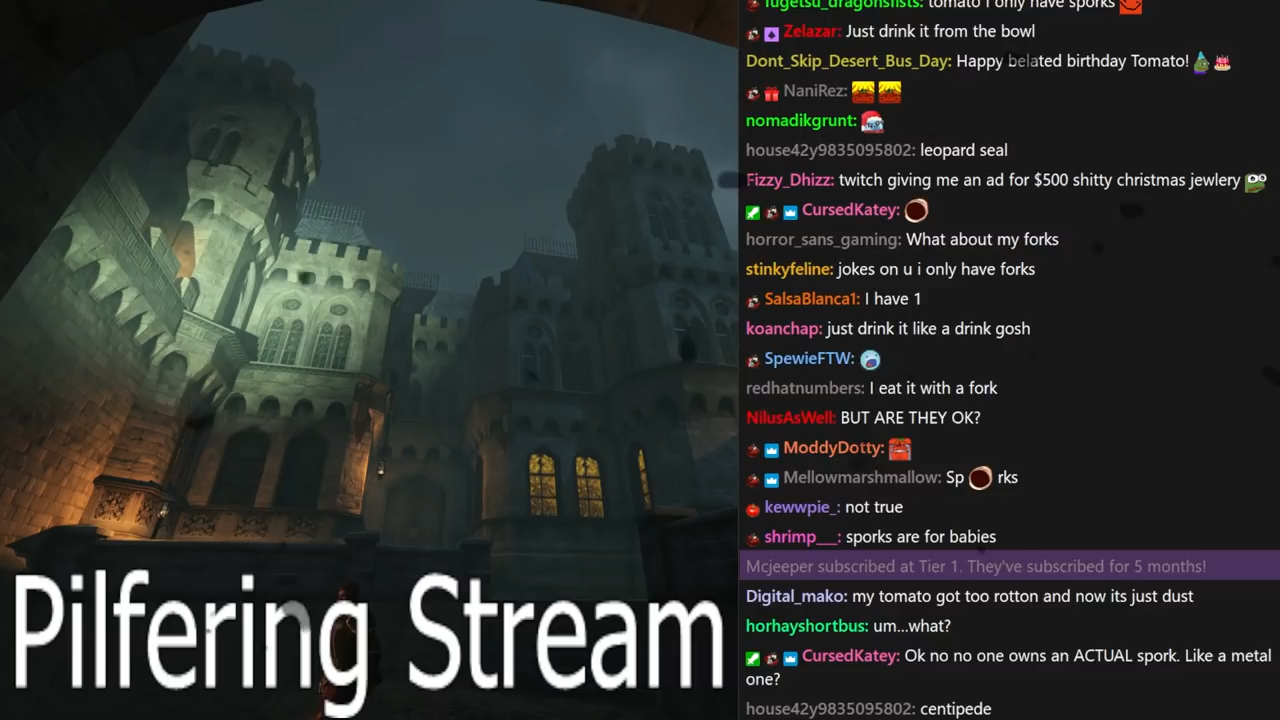 fugetsu_dragonsfists: tomato i only have sporks
Zelazar: Just drink it from the bowl
Dont_Skip_Desert_Bus_Day: Happy belated birthday Tomato!
NaniRez:
nomadikgrunt:
house42y9835095802: leopard seal
Fizzy_Dhizz: twitch giving me an ad for $500 shitty christmas jewlery
CursedKatey:
horror_sans_gaming: What about my forks
stinkyfeline: jokes on u i only have forks
SalsaBlanca1: I have 1
koanchap: just drink it like a drink gosh
SpewieFTW:
redhatnumbers: I eat it with a fork
NilusAsWell: BUT ARE THEY OK?
ModdyDotty:
Mellowmarshmallow: Sp rks
kewwpie_: not true
shrimp___: sporks are for babies
Mcjeeper subscribed at Tier 1. They've subscribed for 5 months!
Digital_mako: my tomato got too rotton and now its just dust
horhayshortbus: um...what?
CursedKatey: Ok no no one owns an ACTUAL spork. Like a metal
one?
house42y9835095802: centipede
Pilfering Stream